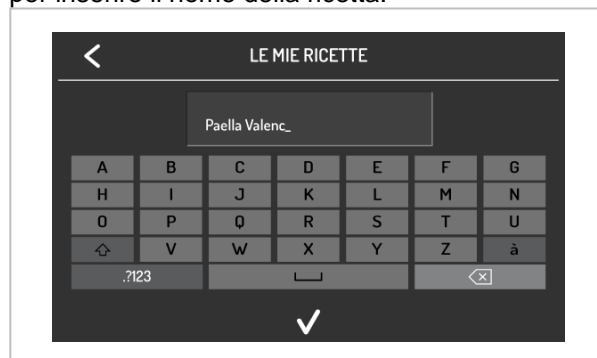 per inserire il nome della ricetta.
LE MIE RICETTE
Paella Valenc_
A B C D E F G
H I J K L M N
O P Q R S T U
V W X Y Z à
.?123